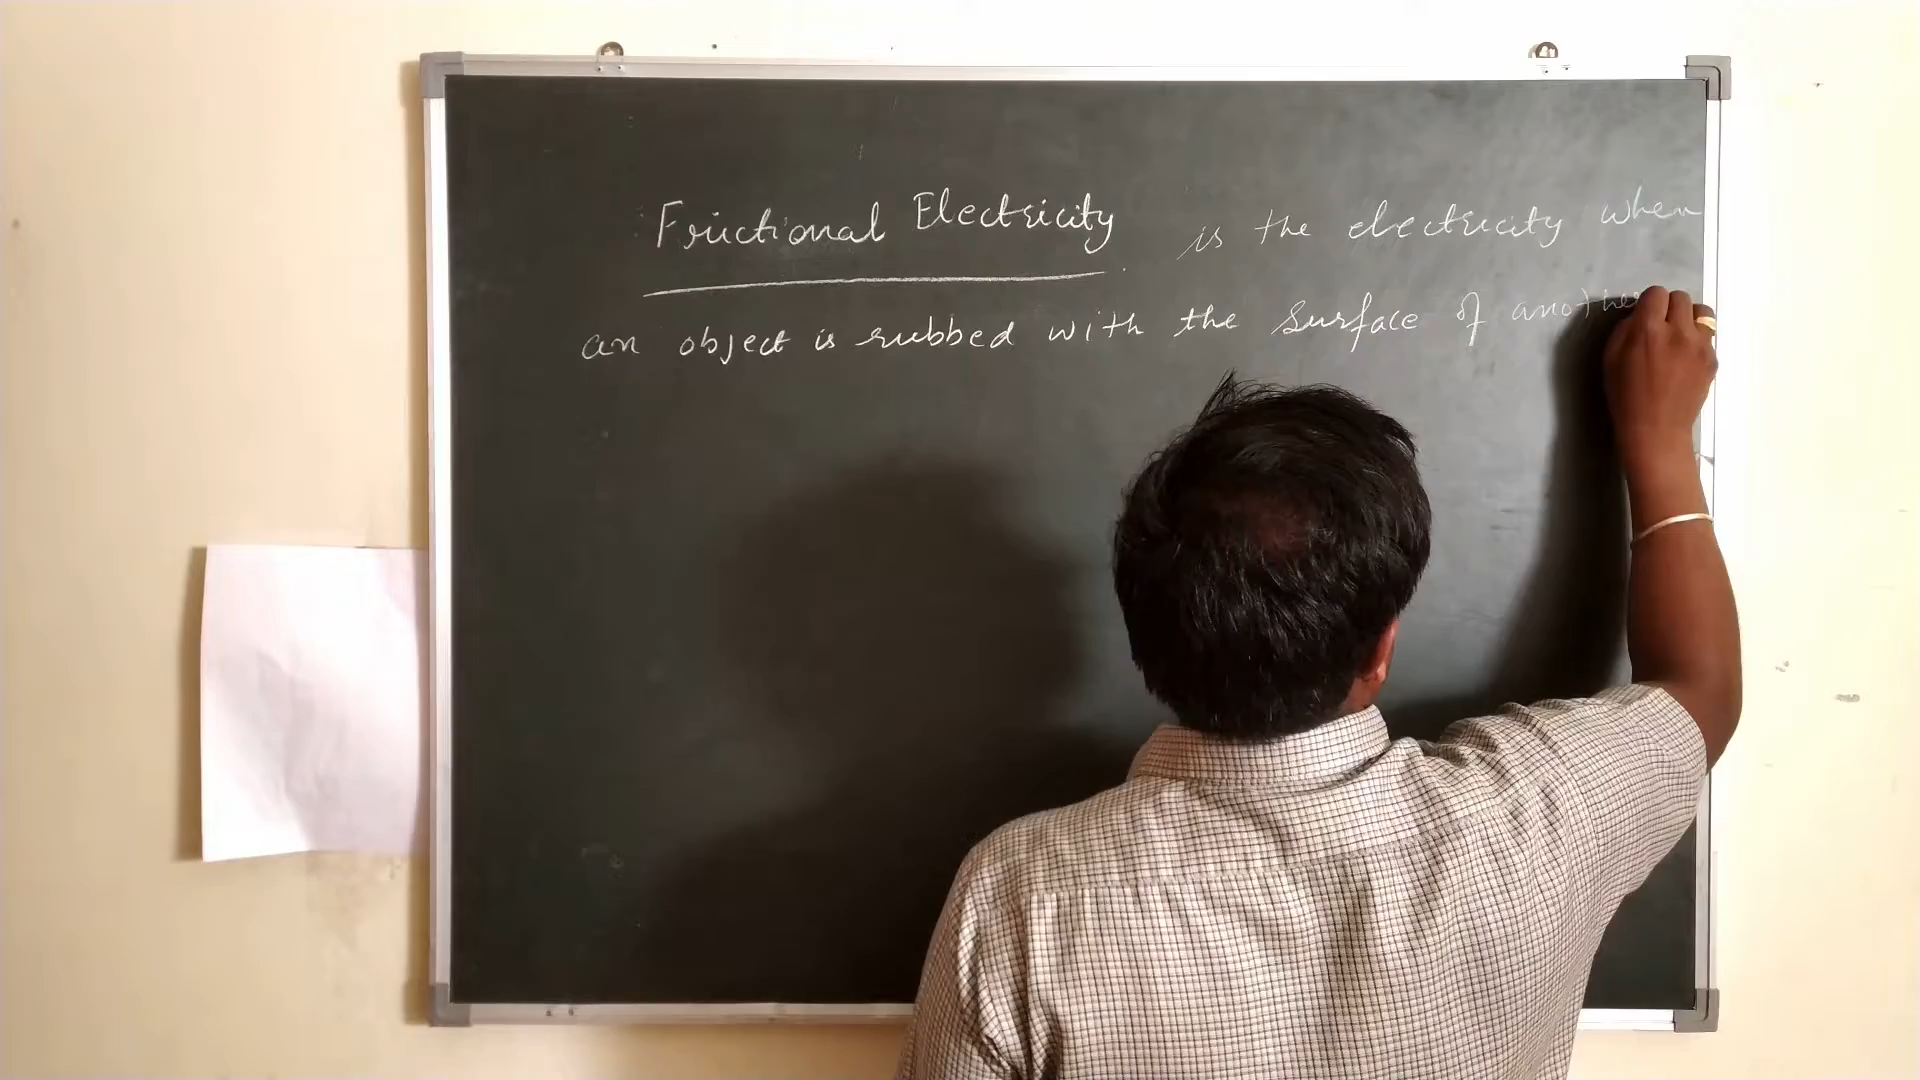 Frictional Electricity is the electricity when
an object is rubbed with the Surface of another